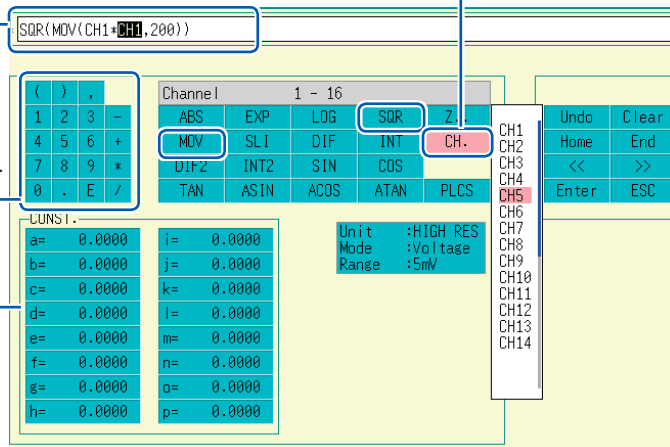 SQR(MOV(CH1*CH1,200))
Channel 1 - 16
( ) ,
1 2 3 -
4 5 6 +
7 8 9 *
0 . E /
ABS EXP LOG SQR Z..
MOV SLI DIF INT CH.
DIF2 INT2 SIN COS
TAN ASIN ACOS ATAN PLCS
CH1
CH2
CH3
CH4
CH5
CH6
CH7
CH8
CH9
CH10
CH11
CH12
CH13
CH14
Undo Clear
Home End
<< >>
Enter ESC
CONST.
a= 0.0000 i= 0.0000
b= 0.0000 j= 0.0000
c= 0.0000 k= 0.0000
d= 0.0000 l= 0.0000
e= 0.0000 m= 0.0000
f= 0.0000 n= 0.0000
g= 0.0000 o= 0.0000
h= 0.0000 p= 0.0000
Unit :HIGH RES
Mode :Voltage
Range :5mV